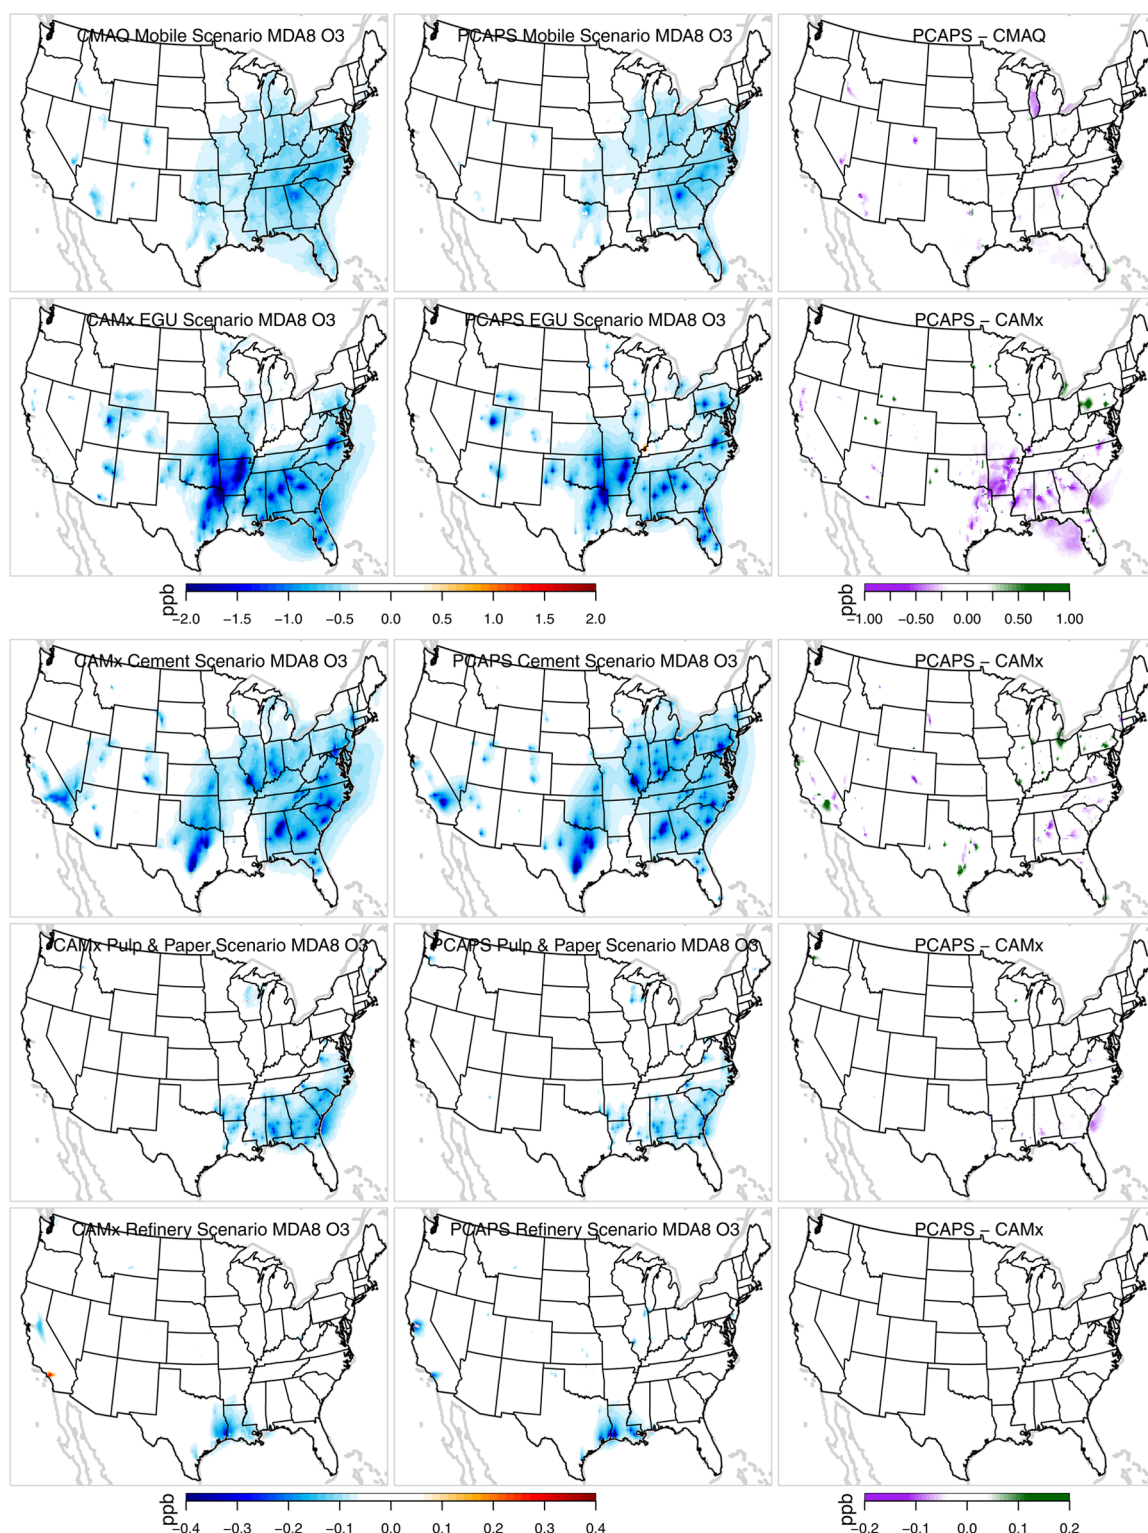 CMAQ Mobile Scenario MDA8 O3
PCAPS Mobile Scenario MDA8 O3
PCAPS − CMAQ
CAMx EGU Scenario MDA8 O3
PCAPS EGU Scenario MDA8 O3
PCAPS − CAMx
ppb
−2.0 −1.5 −1.0 −0.5 0.0 0.5 1.0 1.5 2.0
ppb
−1.00 −0.50 0.00 0.50 1.00
CAMx Cement Scenario MDA8 O3
PCAPS Cement Scenario MDA8 O3
PCAPS − CAMx
CAMx Pulp & Paper Scenario MDA8 O3
PCAPS Pulp & Paper Scenario MDA8 O3
PCAPS − CAMx
CAMx Refinery Scenario MDA8 O3
PCAPS Refinery Scenario MDA8 O3
PCAPS − CAMx
ppb
−0.4 −0.3 −0.2 −0.1 0.0 0.1 0.2 0.3 0.4
ppb
−0.2 −0.1 0.0 0.1 0.2